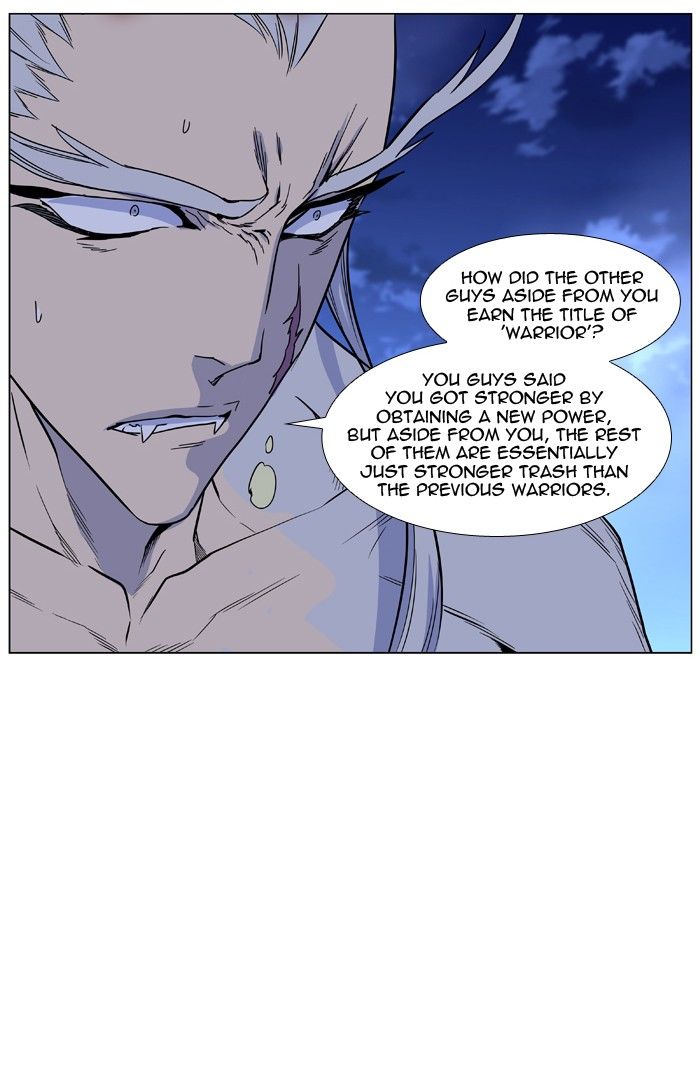 HOW DID THE OTHER
GUYS ASIDE FROM YOU
EARN THE TITLE OF
'WARRIOR'?
YOU GUYS SAID
YOU GOT STRONGER BY
OBTAINING A NEW POWER,
BUT ASIDE FROM YOU, THE REST
OF THEM ARE ESSENTIALLY
JUST STRONGER TRASH THAN
THE PREVIOUS WARRIORS.